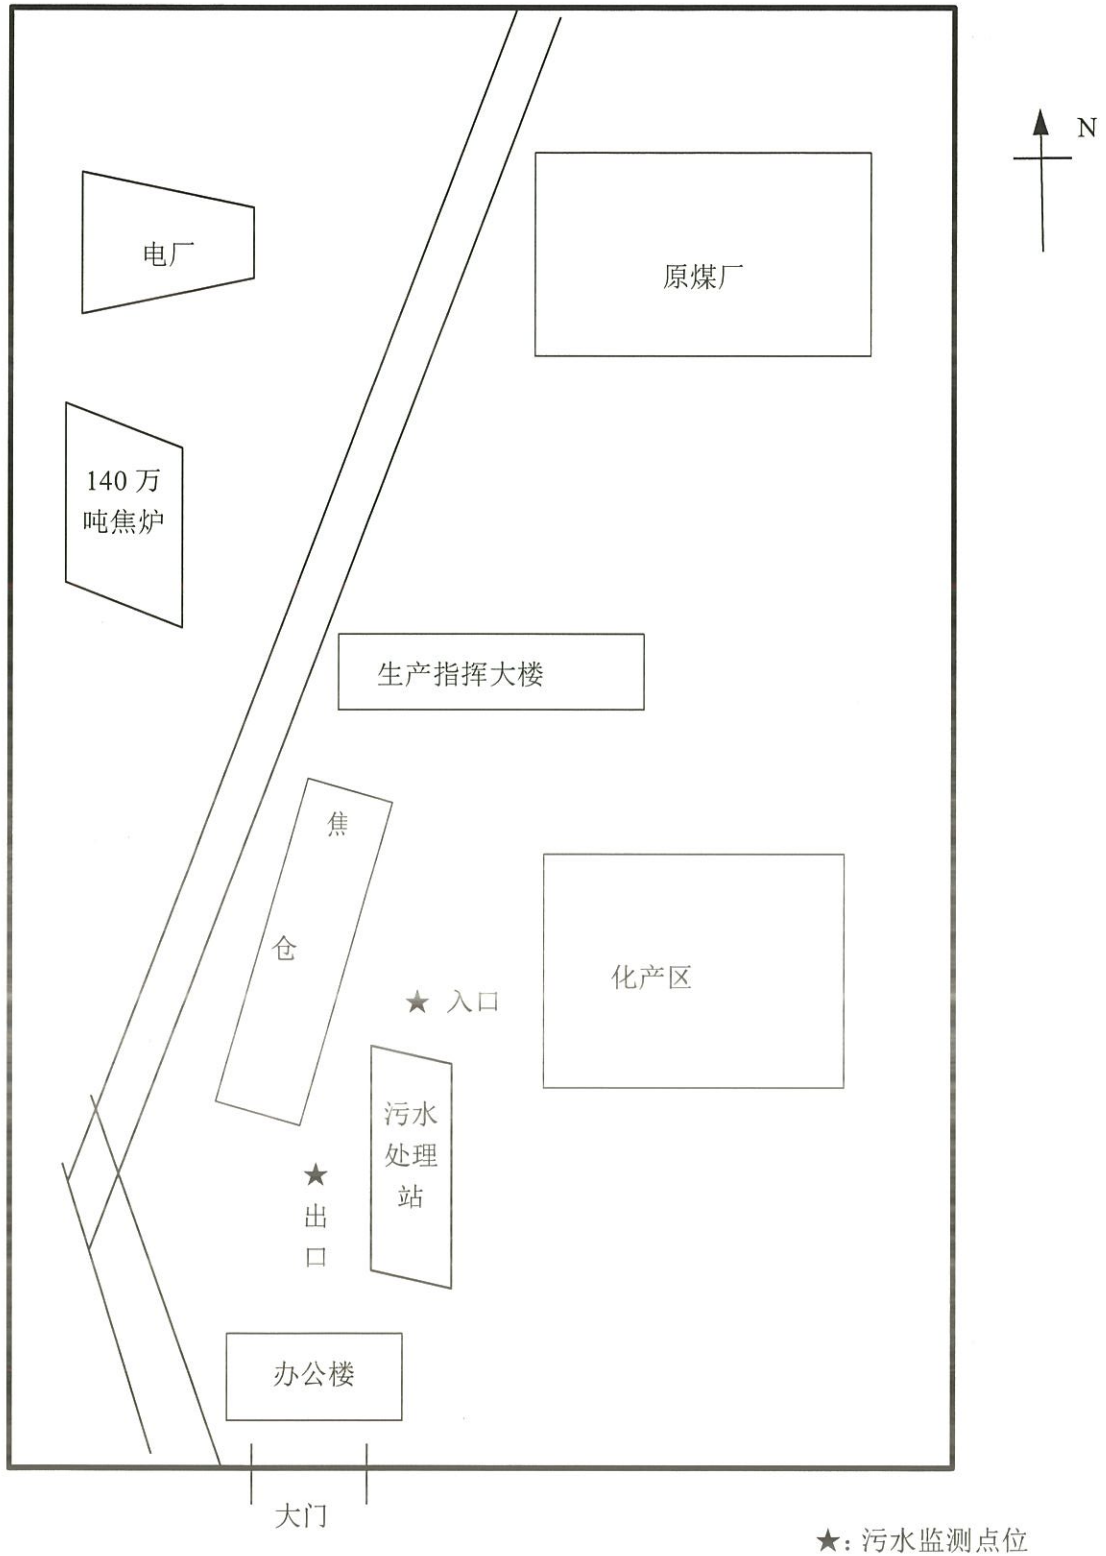 N
电厂
原煤厂
140 万
吨焦炉
生产指挥大楼
焦
仓
化产区
★ 入口
污水
处理
站
★
出
口
办公楼
大门
★: 污水监测点位